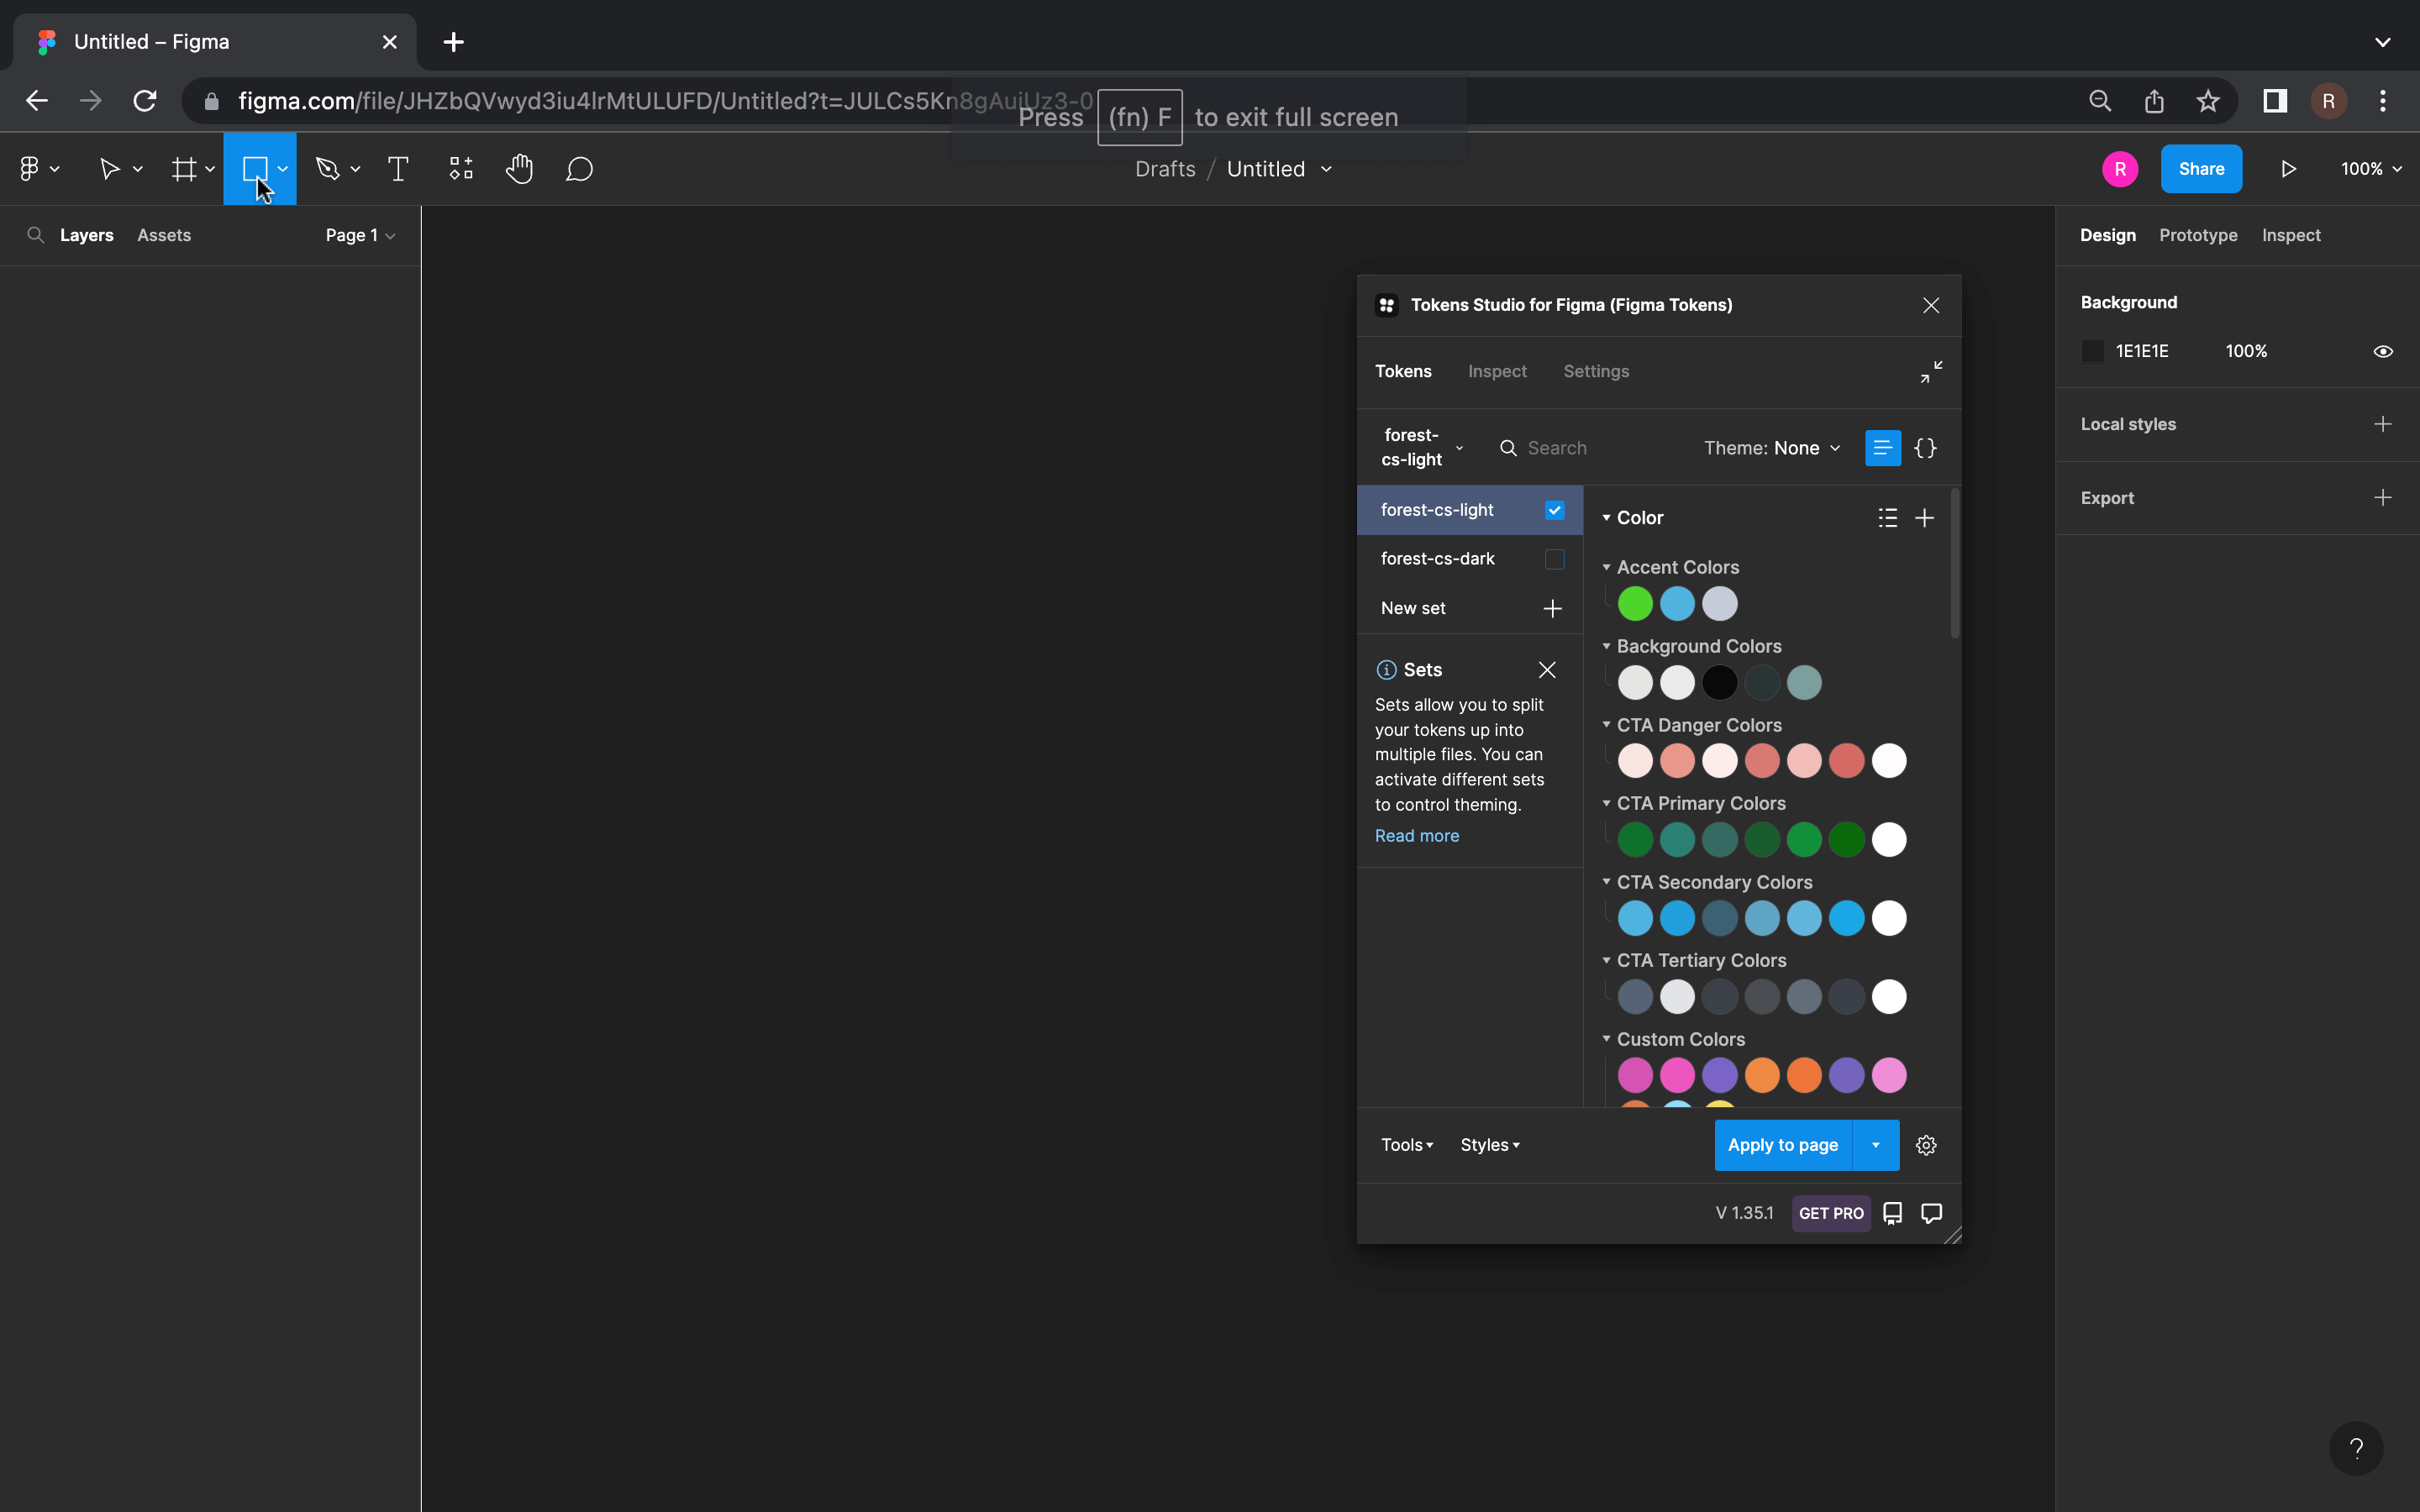 Untitled – Figma
figma.com/file/JHZbQVwyd3iu4lrMtULUFD/Untitled?t=JULCs5Kn8gAuiUz3-0
Press (fn) F to exit full screen
Drafts / Untitled
R
R
Share
100%
Layers
Assets
Page 1
Design
Prototype
Inspect
Background
1E1E1E
100%
Local styles
Export
Tokens Studio for Figma (Figma Tokens)
Tokens
Inspect
Settings
forest-
cs-light
Search
Theme: None
{}
forest-cs-light
forest-cs-dark
New set
Sets
Sets allow you to split
your tokens up into
multiple files. You can
activate different sets
to control theming.
Read more
Color
Accent Colors
Background Colors
CTA Danger Colors
CTA Primary Colors
CTA Secondary Colors
CTA Tertiary Colors
Custom Colors
Tools
Styles
Apply to page
V 1.35.1
GET PRO
?